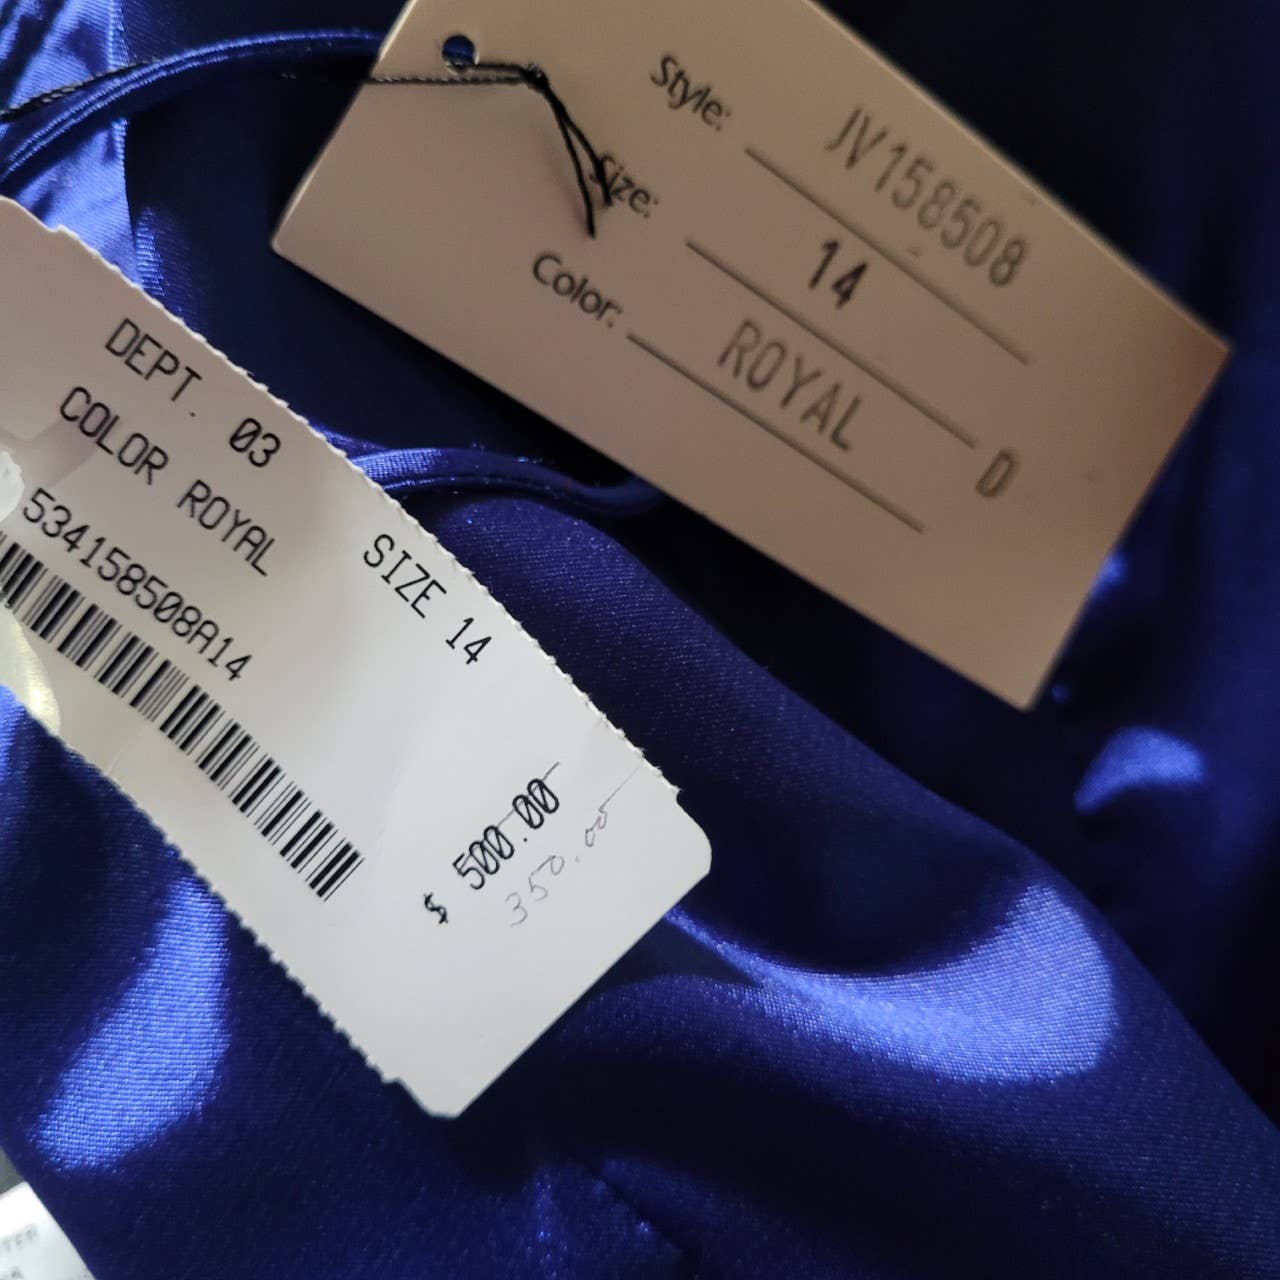 Style: JV158508
Size: 14
Color: ROYAL D
DEPT. 03
COLOR ROYAL SIZE 14
534158508A14
$ 500.00
350.00